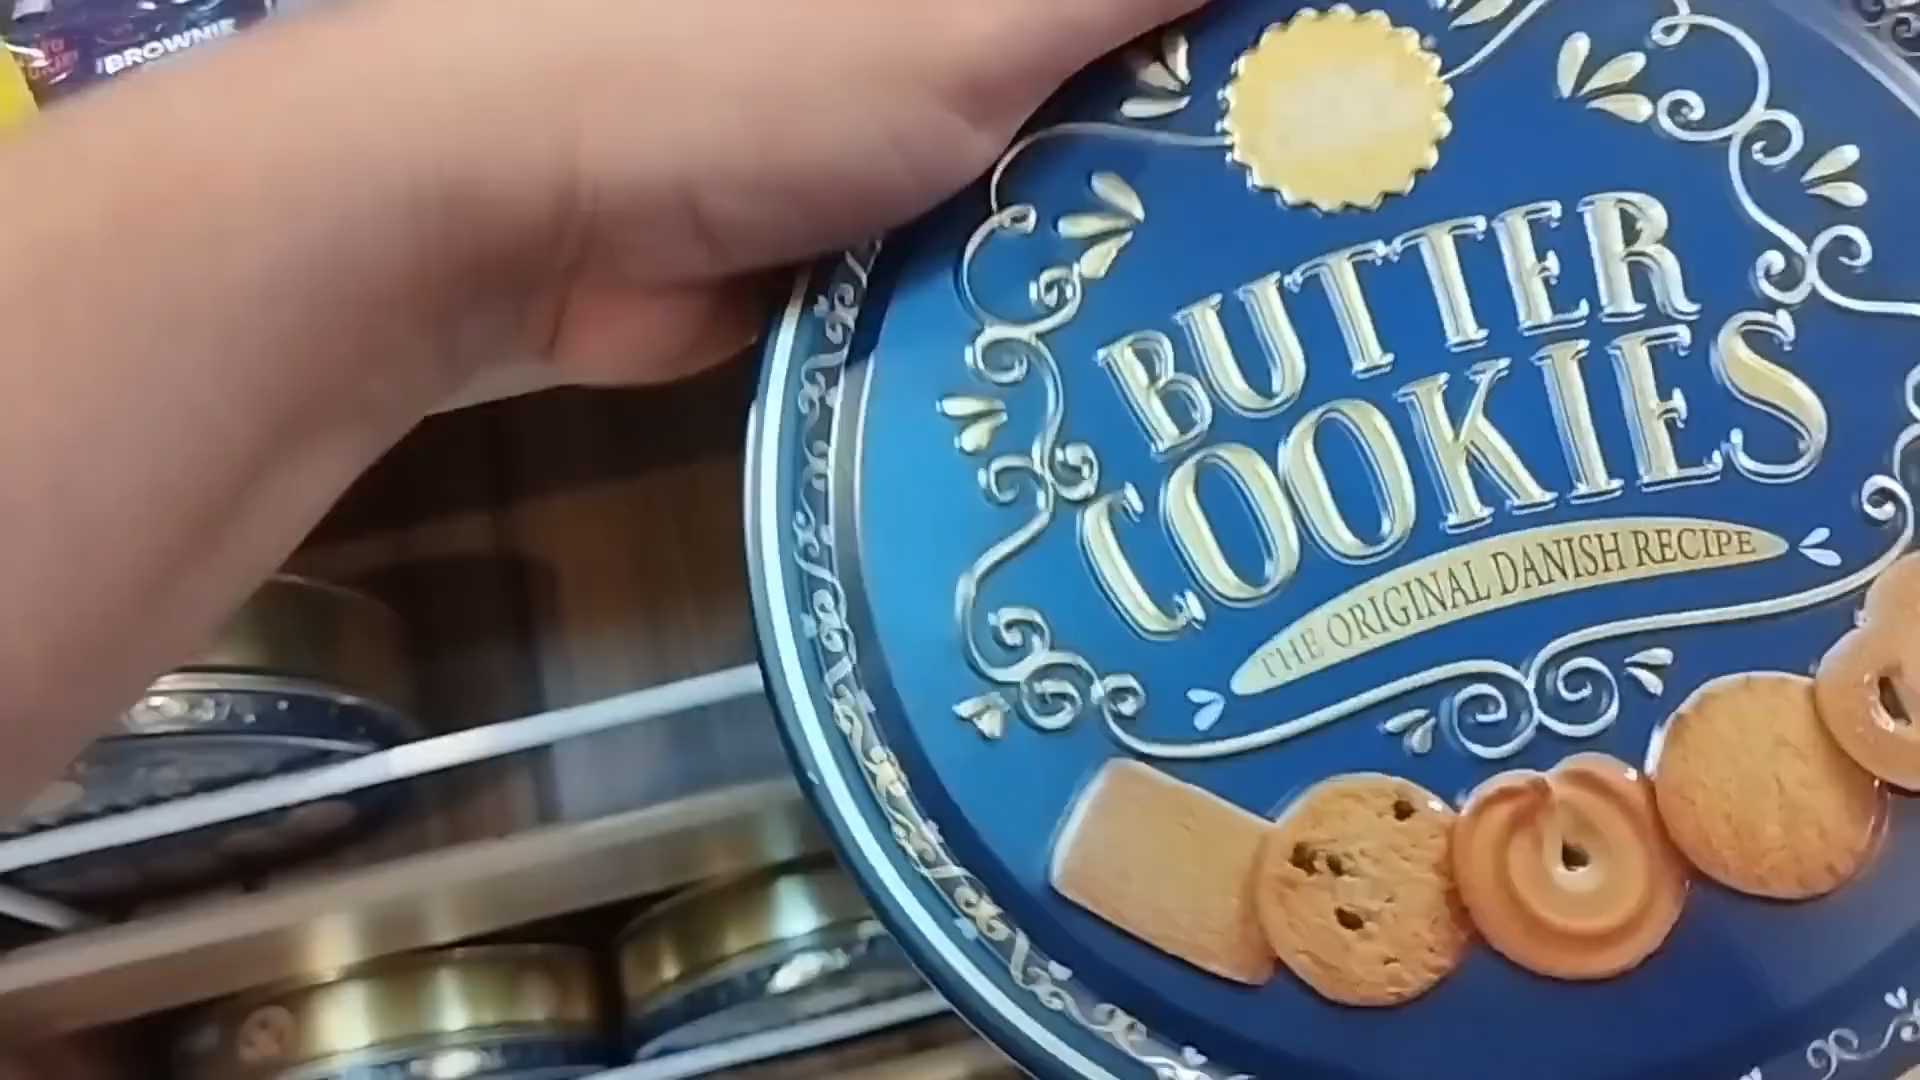 BROWNIE
BUTTER
COOKIES
THE ORIGINAL DANISH RECIPE